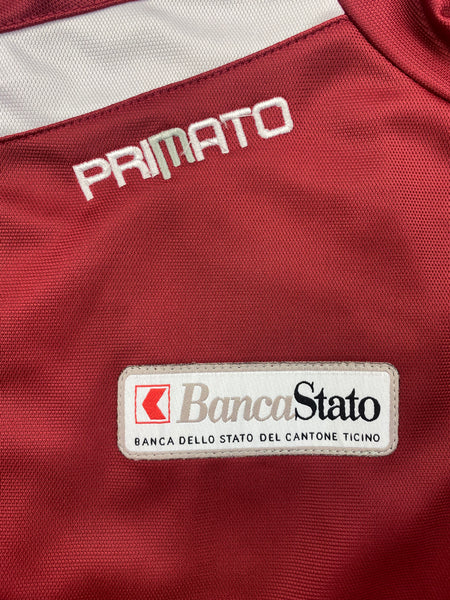 PRIMATO
BancaStato
BANCA DELLO STATO DEL CANTONE TICINO